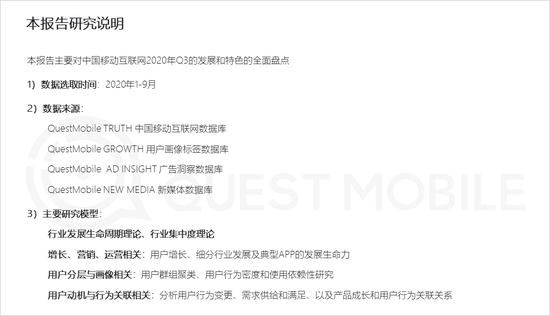 本报告研究说明
本报告主要对中国移动互联网2020年Q3的发展和特色的全面盘点
1）数据选取时间：2020年1-9月
2）数据来源：
QuestMobile TRUTH 中国移动互联网数据库
QuestMobile GROWTH 用户画像标签数据库
QuestMobile AD INSIGHT 广告洞察数据库
QuestMobile NEW MEDIA 新媒体数据库
QUEST MOBILE
3）主要研究模型：
行业发展生命周期理论、行业集中度理论
增长、营销、运营相关：用户增长、细分行业发展及典型APP的发展生命力
用户分层与画像相关：用户群组聚类、用户行为密度和使用依赖性研究
用户动机与行为关联相关：分析用户行为变更、需求供给和满足、以及产品成长和用户行为关联关系